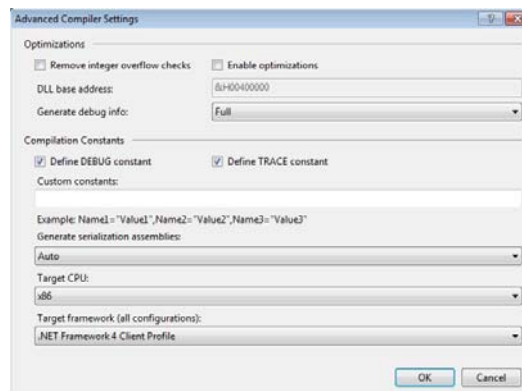 Advanced Compiler Settings
Optimizations
Remove integer overflow checks
Enable optimizations
DLL base address:
&H00400000
Generate debug info:
Full
Compilation Constants
Define DEBUG constant
Define TRACE constant
Custom constants:
Example: Name1="Value1",Name2="Value2",Name3="Value3"
Generate serialization assemblies:
Auto
Target CPU:
x86
Target framework (all configurations):
.NET Framework 4 Client Profile
OK
Cancel